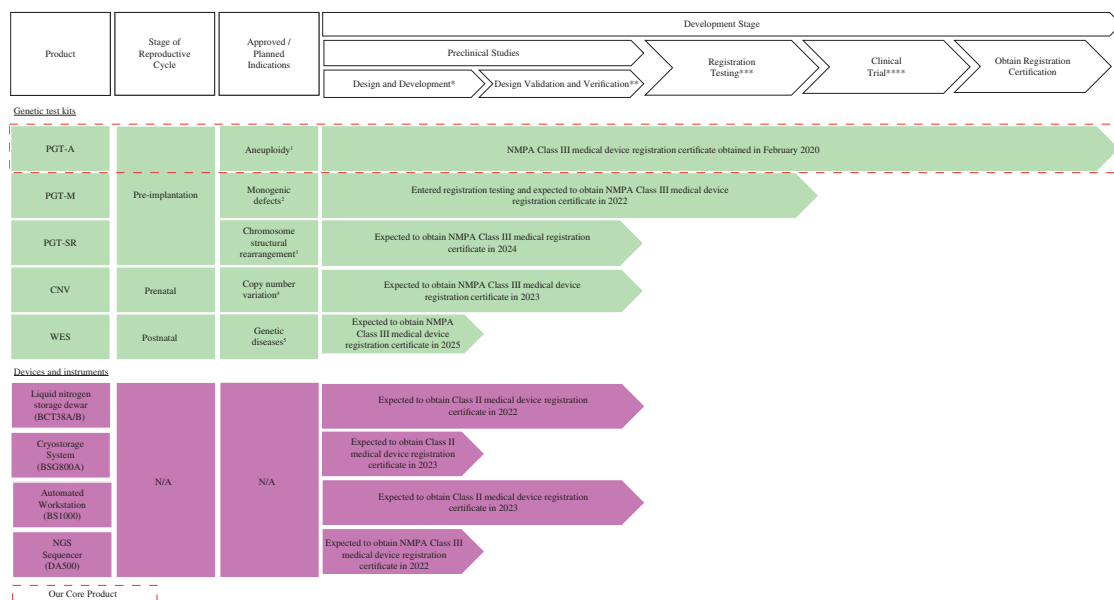 Product
Stage of
Reproductive
Cycle
Approved /
Planned
Indications
Development Stage
Preclinical Studies
Design and Development*
Design Validation and Verification**
Registration
Testing***
Clinical
Trial****
Obtain Registration
Certification
Genetic test kits
PGT-A
Aneuploidy¹
NMPA Class III medical device registration certificate obtained in February 2020
PGT-M
Pre-implantation
Monogenic
defects²
Entered registration testing and expected to obtain NMPA Class III medical device
registration certificate in 2022
PGT-SR
Chromosome
structural
rearrangement³
Expected to obtain NMPA Class III medical registration
certificate in 2024
CNV
Prenatal
Copy number
variation⁴
Expected to obtain NMPA Class III medical device
registration certificate in 2023
WES
Postnatal
Genetic
diseases⁵
Expected to obtain NMPA
Class III medical device
registration certificate in 2025
Devices and instruments
Liquid nitrogen
storage dewar
(BCT38A/B)
Expected to obtain Class II medical device registration
certificate in 2022
Cryostorage
System
(BSG800A)
Expected to obtain Class II
medical device registration
certificate in 2023
N/A
N/A
Automated
Workstation
(BS1000)
Expected to obtain Class II medical device registration
certificate in 2023
NGS
Sequencer
(DA500)
Expected to obtain NMPA Class III
medical device registration
certificate in 2022
Our Core Product